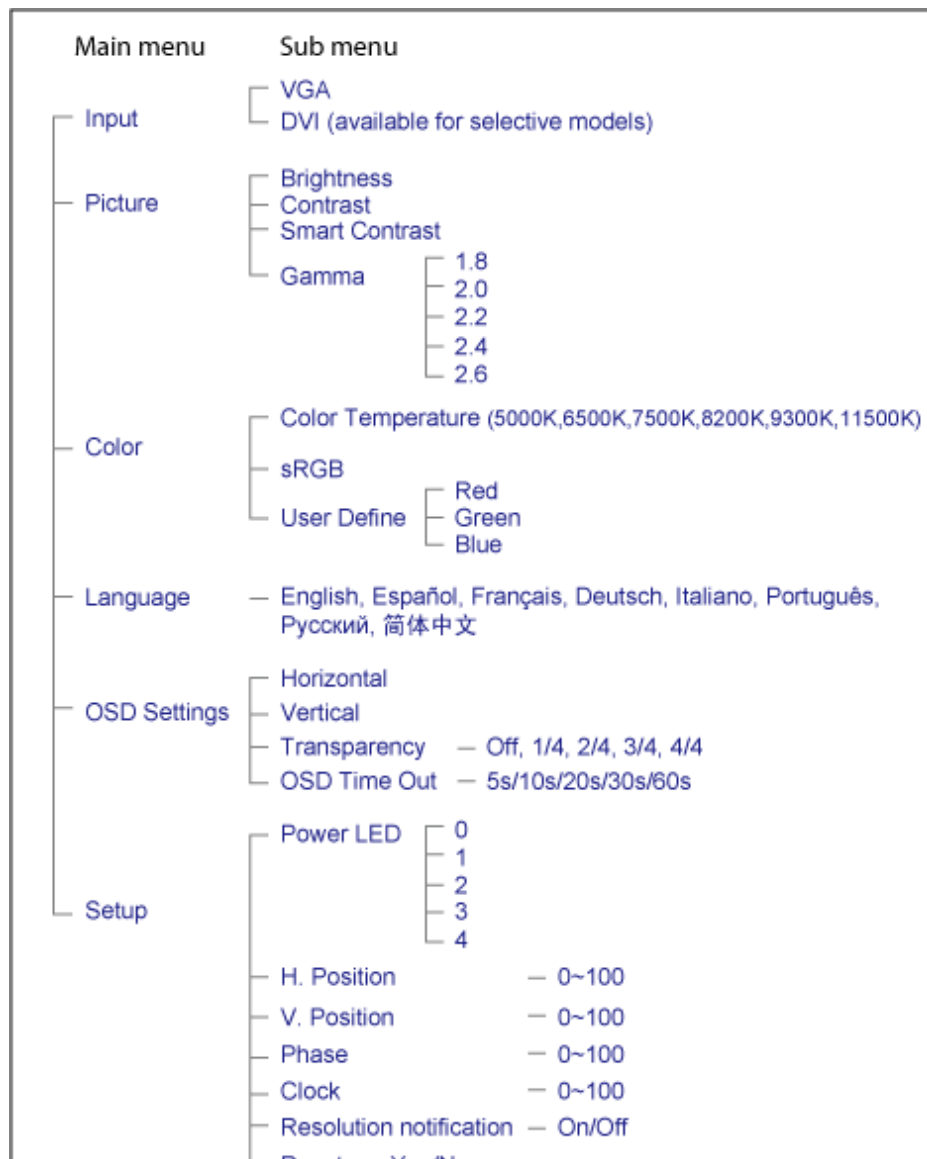 Main menu Sub menu
VGA
Input
DVI (available for selective models)
Brightness
Picture
Contrast
Smart Contrast
Gamma
1.8
2.0
2.2
2.4
2.6
Color Temperature (5000K,6500K,7500K,8200K,9300K,11500K)
Color
sRGB
Red
User Define
Green
Blue
Language
English, Español, Français, Deutsch, Italiano, Português,
Русский, 简体中文
Horizontal
OSD Settings
Vertical
Transparency Off, 1/4, 2/4, 3/4, 4/4
OSD Time Out 5s/10s/20s/30s/60s
Power LED
0
1
2
3
4
Setup
H. Position 0~100
V. Position 0~100
Phase 0~100
Clock 0~100
Resolution notification On/Off